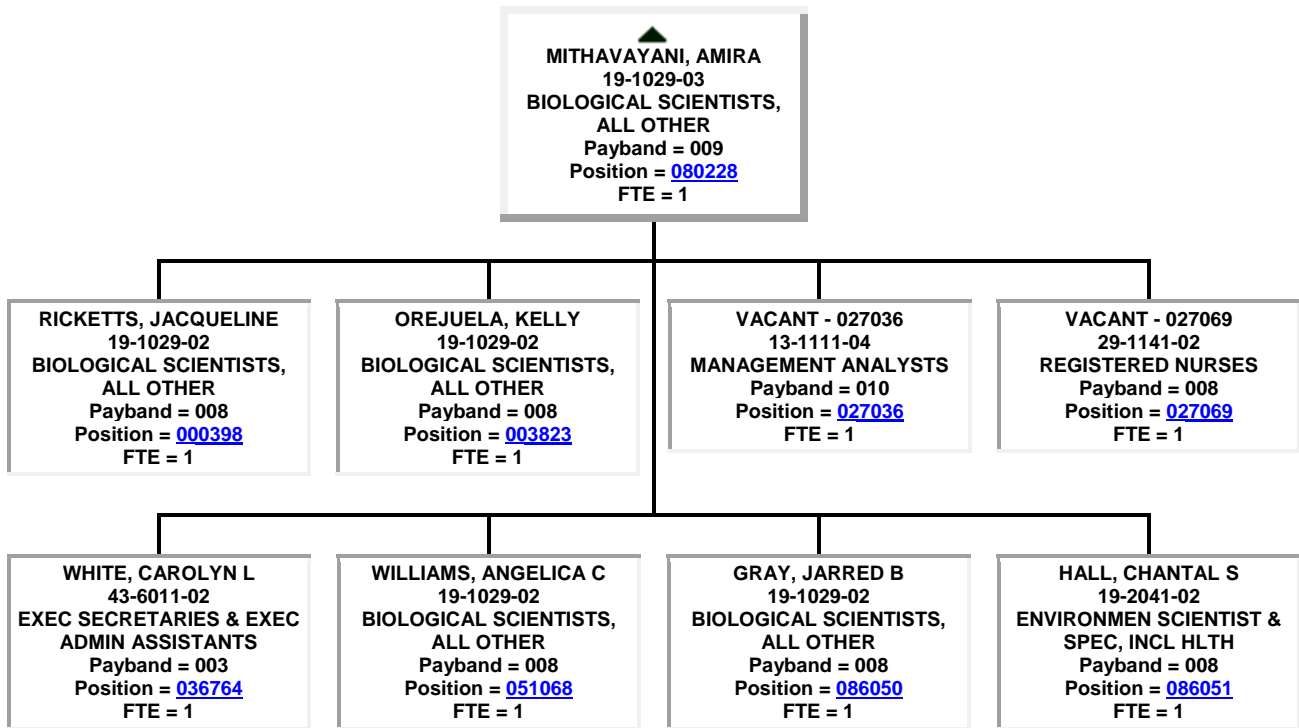 MITHAVAYANI, AMIRA
19-1029-03
BIOLOGICAL SCIENTISTS,
ALL OTHER
Payband = 009
Position = 080228
FTE = 1
RICKETTS, JACQUELINE
19-1029-02
BIOLOGICAL SCIENTISTS,
ALL OTHER
Payband = 008
Position = 000398
FTE = 1
OREJUELA, KELLY
19-1029-02
BIOLOGICAL SCIENTISTS,
ALL OTHER
Payband = 008
Position = 003823
FTE = 1
VACANT - 027036
13-1111-04
MANAGEMENT ANALYSTS
Payband = 010
Position = 027036
FTE = 1
VACANT - 027069
29-1141-02
REGISTERED NURSES
Payband = 008
Position = 027069
FTE = 1
WHITE, CAROLYN L
43-6011-02
EXEC SECRETARIES & EXEC
ADMIN ASSISTANTS
Payband = 003
Position = 036764
FTE = 1
WILLIAMS, ANGELICA C
19-1029-02
BIOLOGICAL SCIENTISTS,
ALL OTHER
Payband = 008
Position = 051068
FTE = 1
GRAY, JARRED B
19-1029-02
BIOLOGICAL SCIENTISTS,
ALL OTHER
Payband = 008
Position = 086050
FTE = 1
HALL, CHANTAL S
19-2041-02
ENVIRONMEN SCIENTIST &
SPEC, INCL HLTH
Payband = 008
Position = 086051
FTE = 1